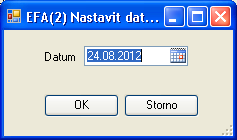 EFA(2) Nastavit dat...
Datum 24.08.2012
OK Storno